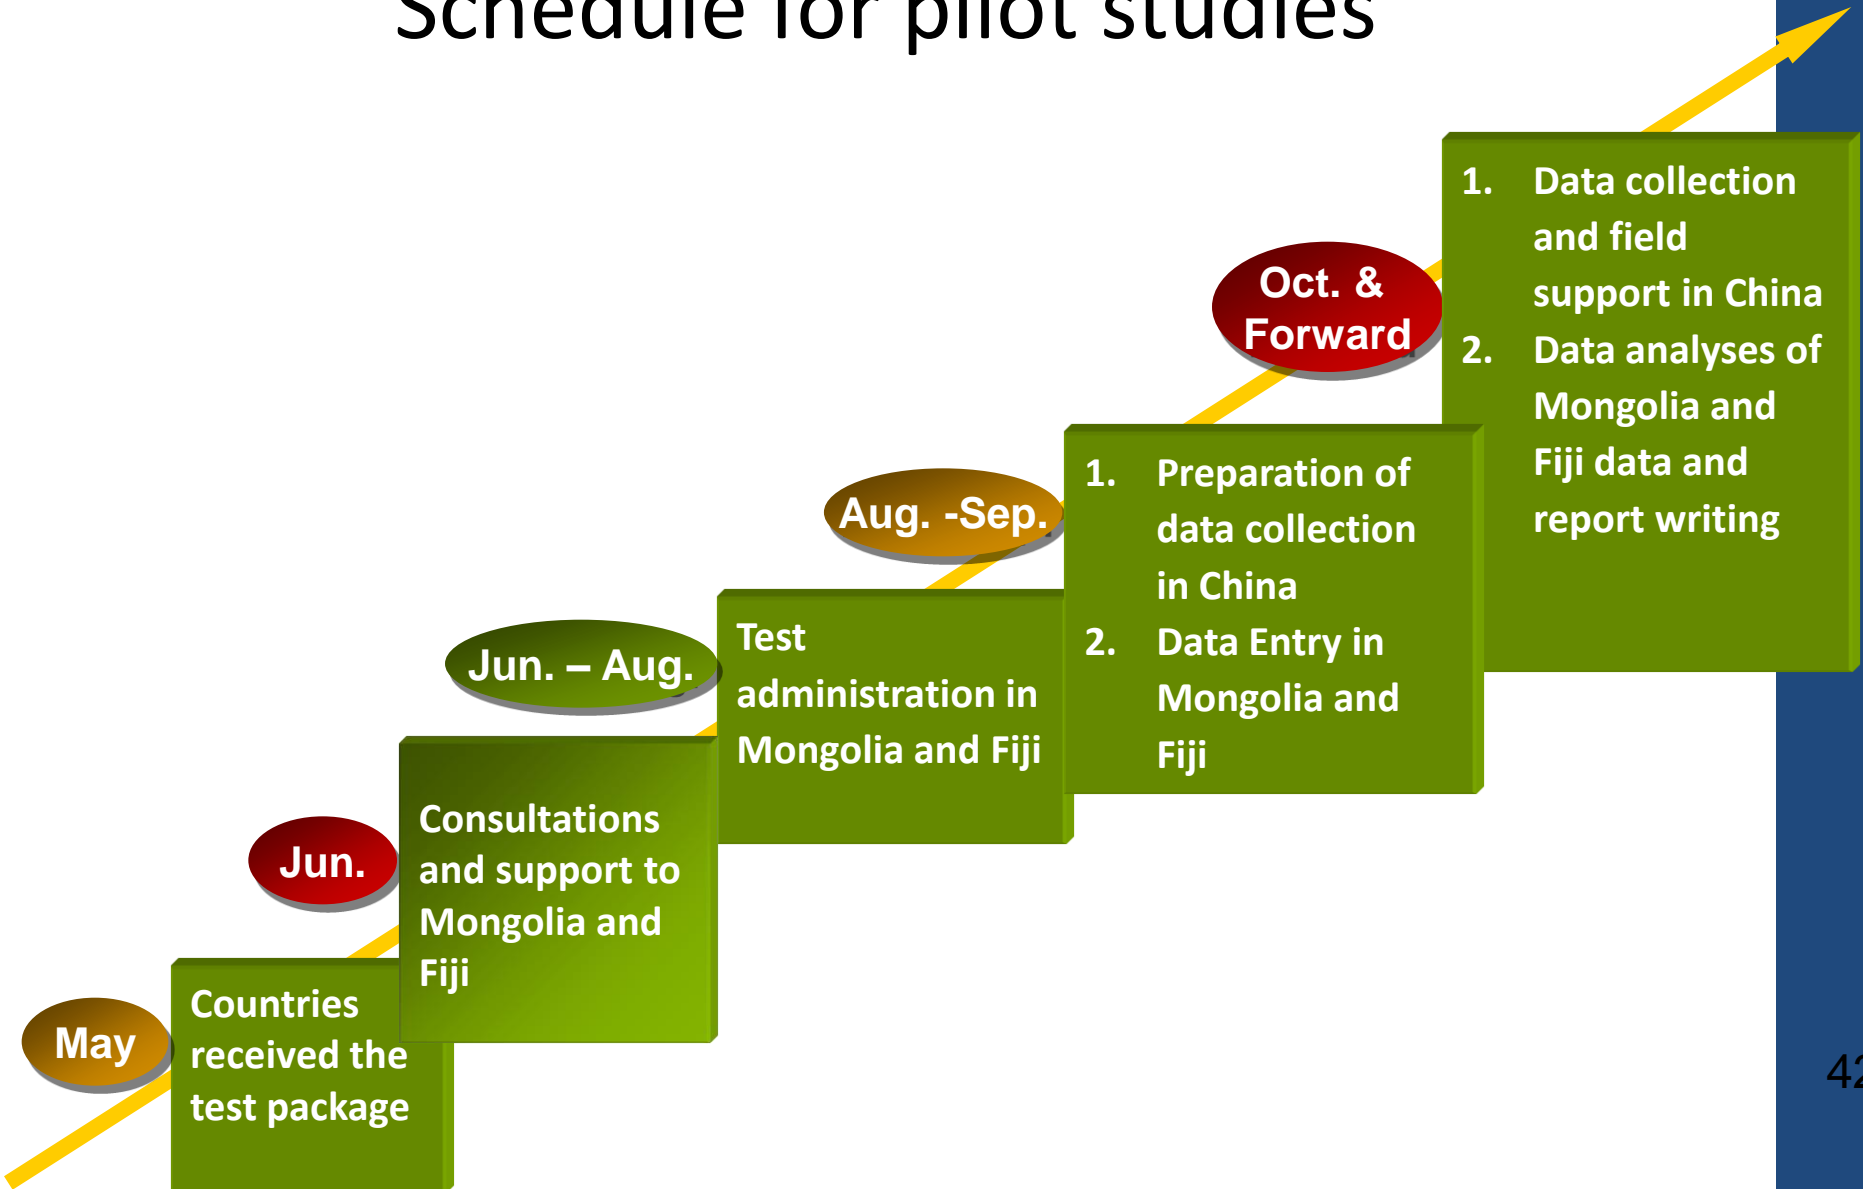 Schedule for pilot studies
May
Countries
received the
test package
Jun.
Consultations
and support to
Mongolia and
Fiji
Jun. – Aug.
Test
administration in
Mongolia and Fiji
Aug. -Sep.
1. Preparation of
data collection
in China
2. Data Entry in
Mongolia and
Fiji
Oct. &
Forward
1. Data collection
and field
support in China
2. Data analyses of
Mongolia and
Fiji data and
report writing
42